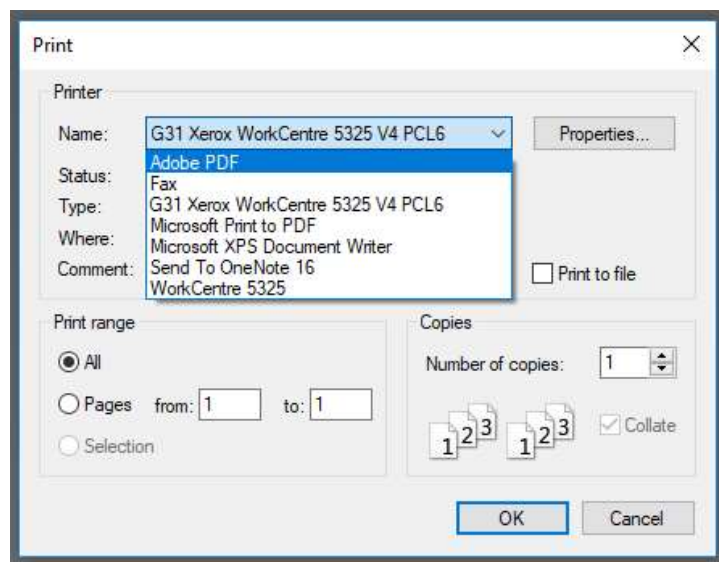 Print
Printer
Name: G31 Xerox WorkCentre 5325 V4 PCL6 Properties...
Adobe PDF
Status:
Fax
Type: G31 Xerox WorkCentre 5325 V4 PCL6
Microsoft Print to PDF
Where:
Microsoft XPS Document Writer
Comment: Send To OneNote 16 Print to file
WorkCentre 5325
Print range
All
Pages from: 1 to: 1
Selection
Copies
Number of copies: 1
1 2 3 1 2 3 Collate
OK Cancel